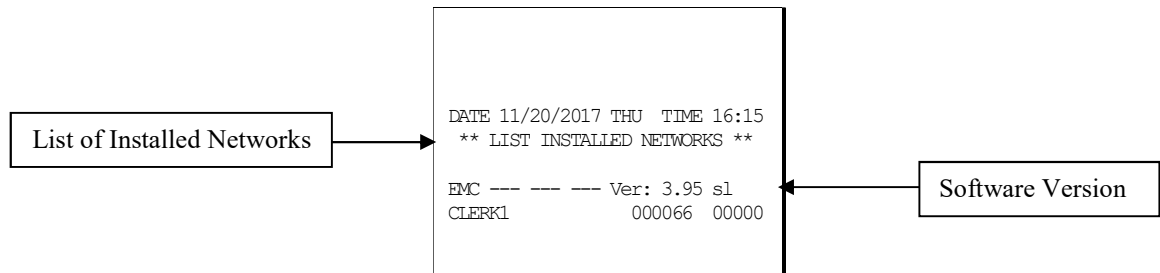 DATE 11/20/2017 THU TIME 16:15
** LIST INSTALLED NETWORKS **
List of Installed Networks
EMC --- --- --- Ver: 3.95 sl
Software Version
CLERK1 000066 00000